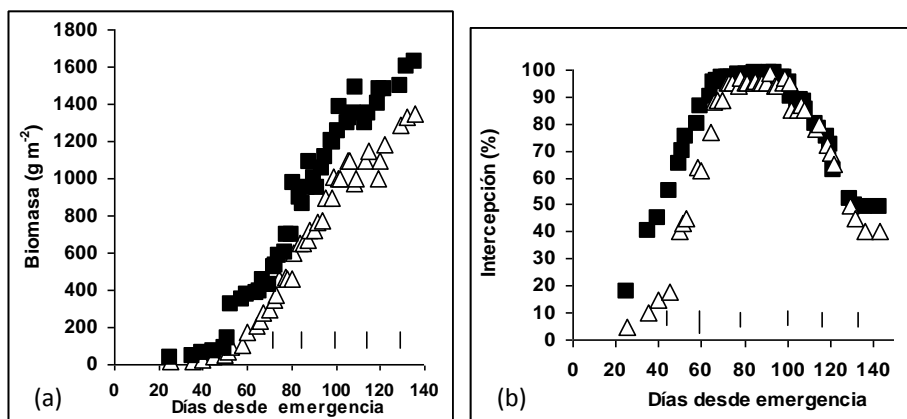 1800
1600
1400
1200
1000
800
600
400
200
0
Biomasa (g m-2)
0 20 40 60 80 100 120 140
Días desde emergencia
(a)
100
90
80
70
60
50
40
30
20
10
0
Intercepción (%)
0 20 40 60 80 100 120 140
Días desde emergencia
(b)